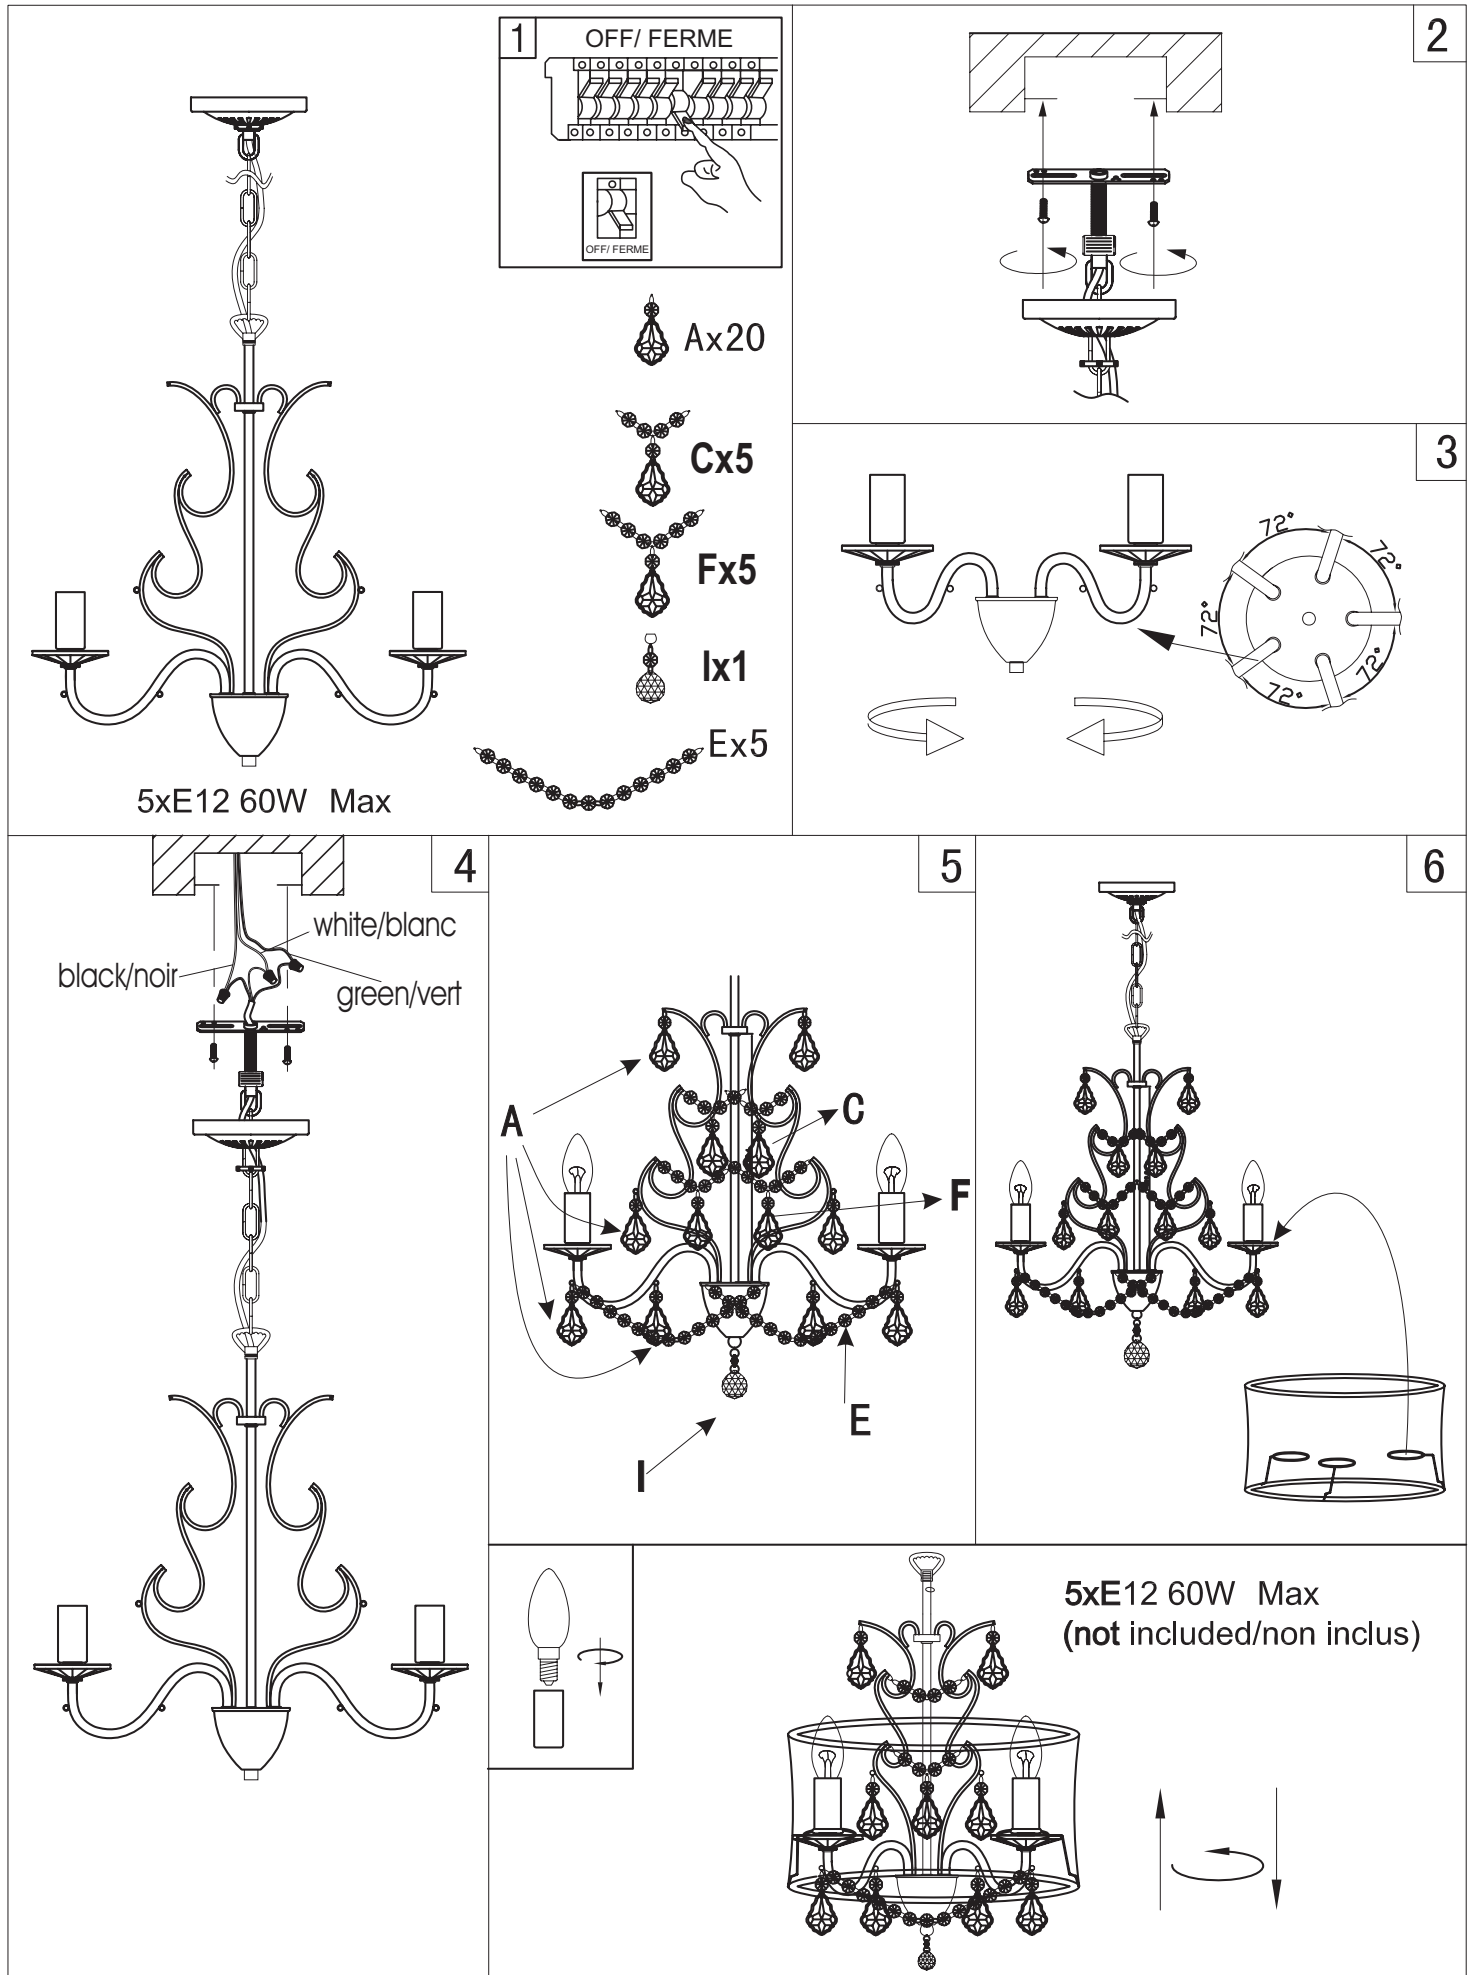 1
OFF/ FERME
OFF/ FERME
Ax20
Cx5
Fx5
Ix1
Ex5
5xE12 60W Max
2
3
72°
72°
72°
72°
72°
4
white/blanc
black/noir
green/vert
5
A
C
F
E
I
6
5xE12 60W Max
(not included/non inclus)